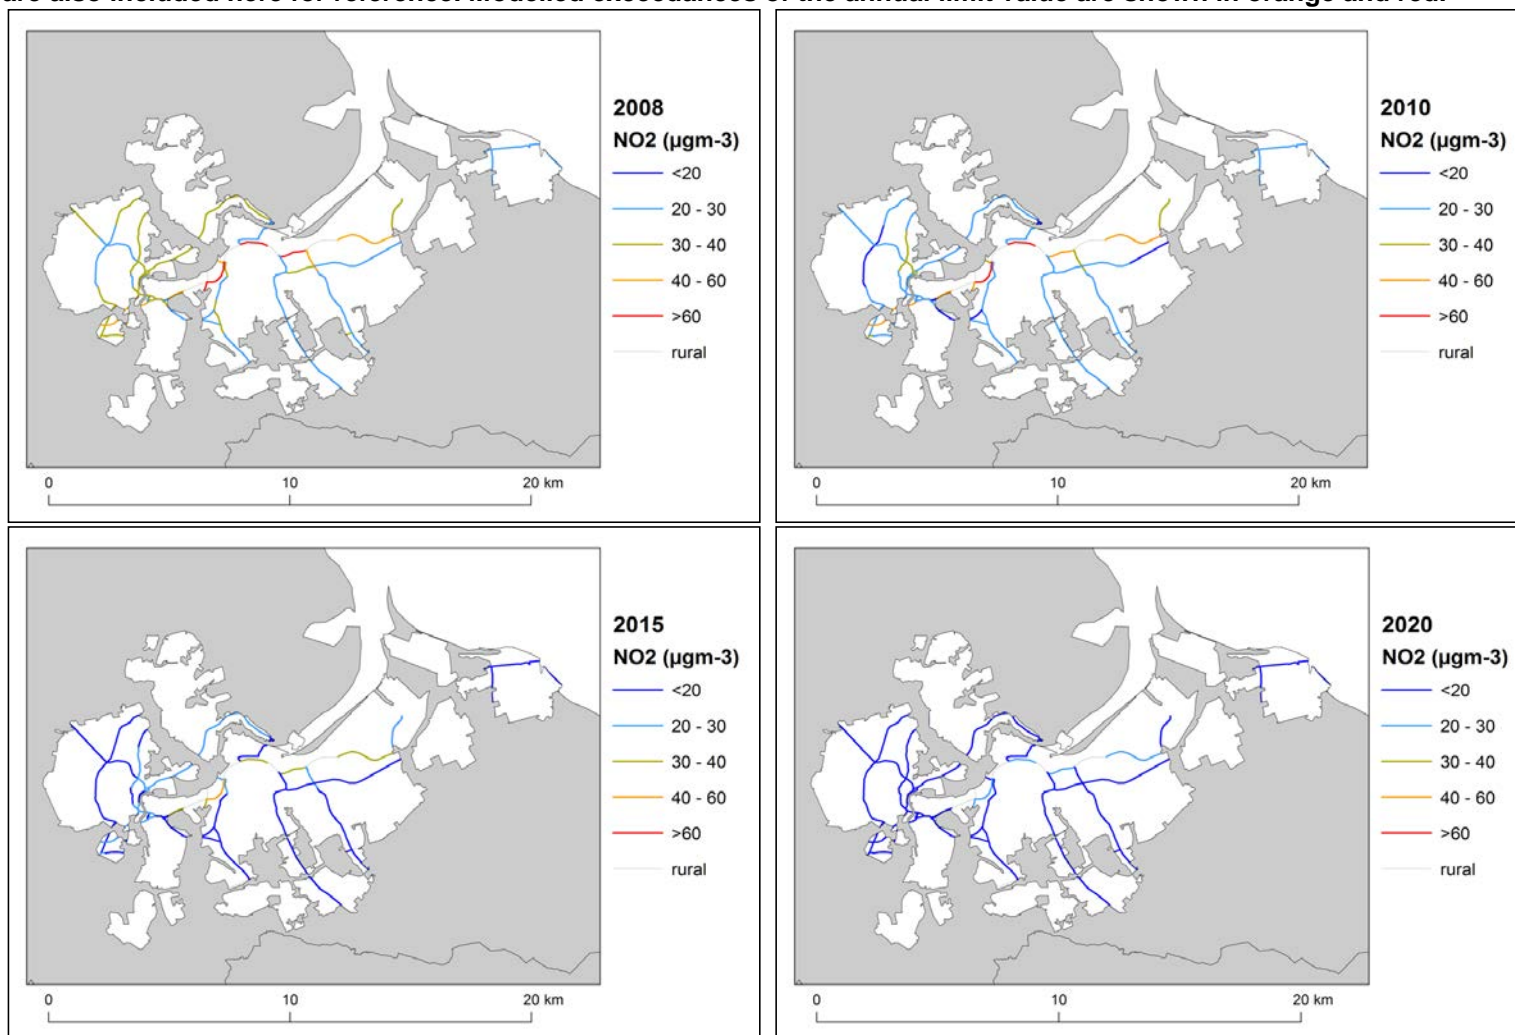 are also included here for reference. Modelled exceedances of the annual limit value are shown in orange and red.
2008
NO2 (µgm-3)
<20
20 - 30
30 - 40
40 - 60
>60
rural
0 10 20 km
2010
NO2 (µgm-3)
<20
20 - 30
30 - 40
40 - 60
>60
rural
0 10 20 km
2015
NO2 (µgm-3)
<20
20 - 30
30 - 40
40 - 60
>60
rural
0 10 20 km
2020
NO2 (µgm-3)
<20
20 - 30
30 - 40
40 - 60
>60
rural
0 10 20 km